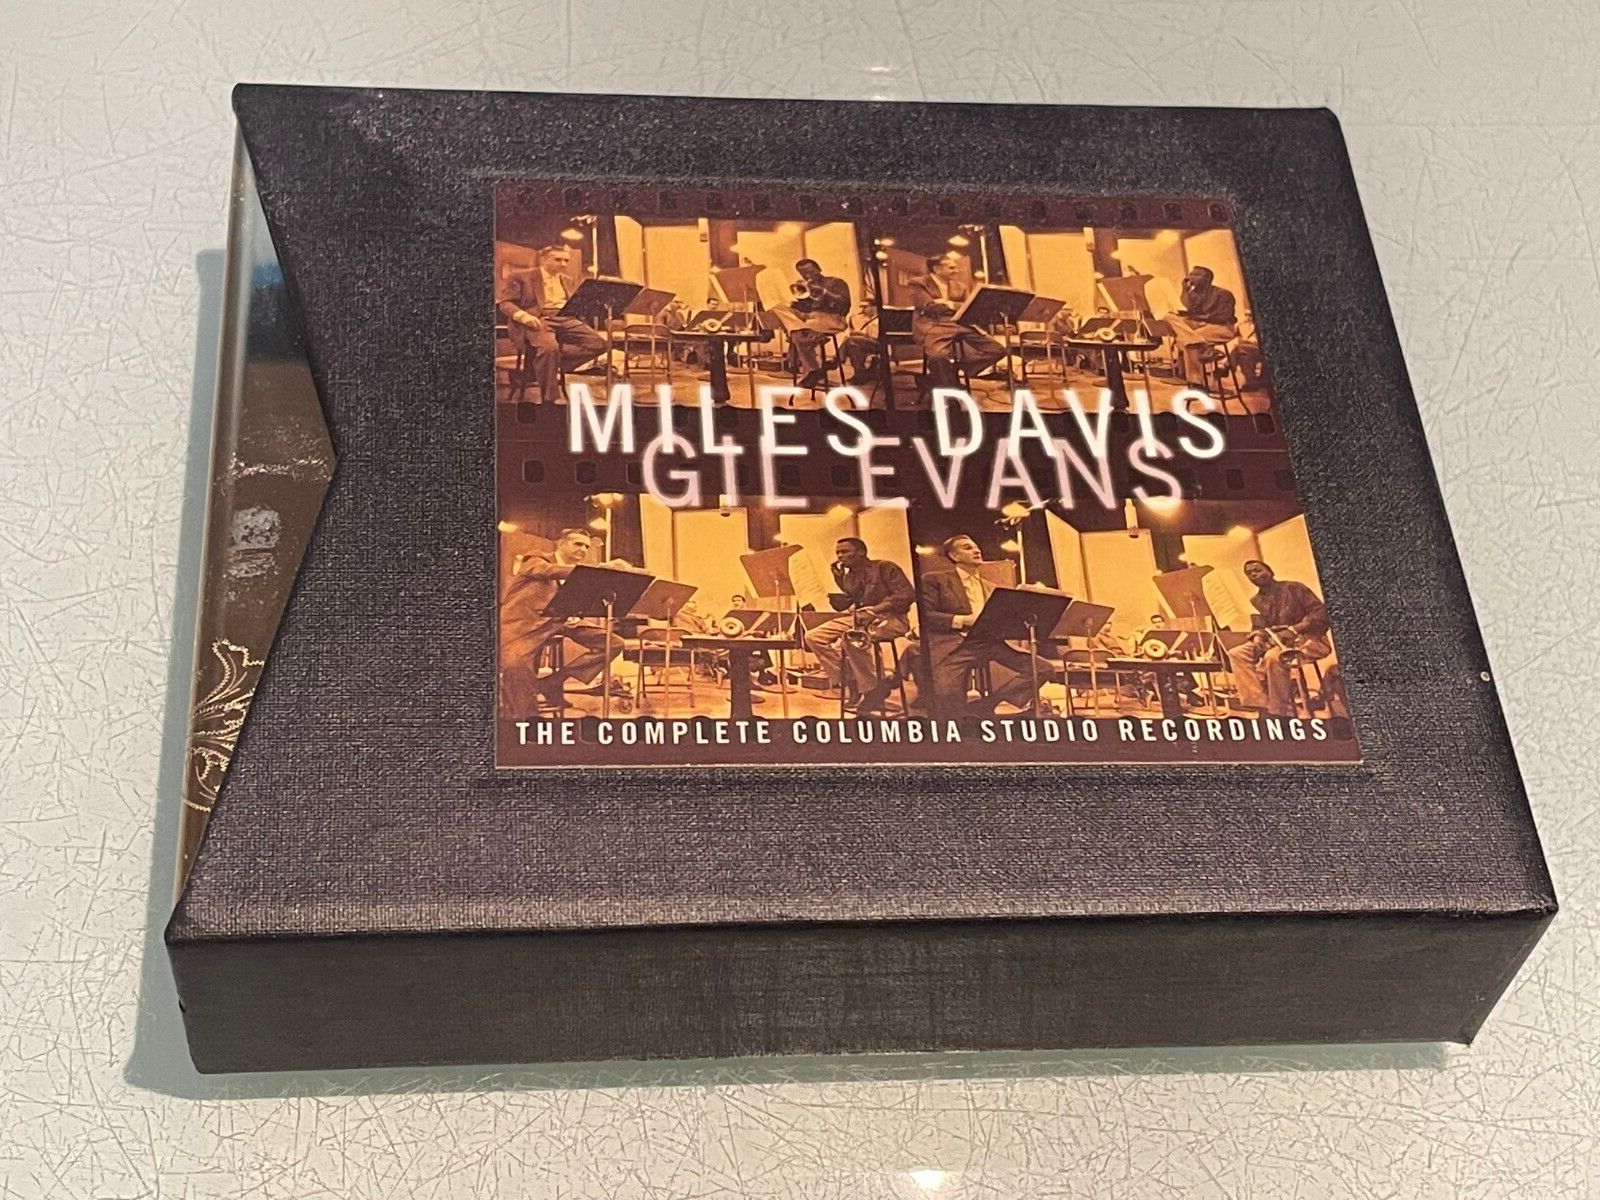 MILES DAVIS
GIL EVANS
THE COMPLETE COLUMBIA STUDIO RECORDINGS